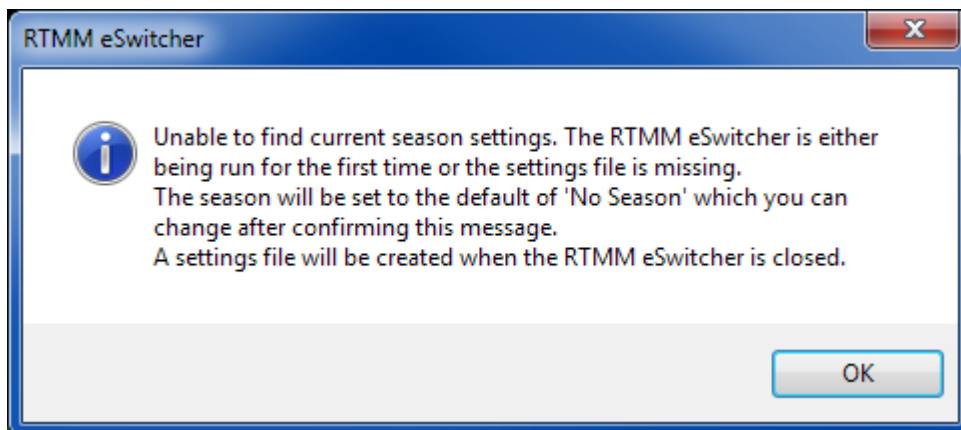 RTMM eSwitcher
Unable to find current season settings. The RTMM eSwitcher is either
being run for the first time or the settings file is missing.
The season will be set to the default of 'No Season' which you can
change after confirming this message.
A settings file will be created when the RTMM eSwitcher is closed.
OK